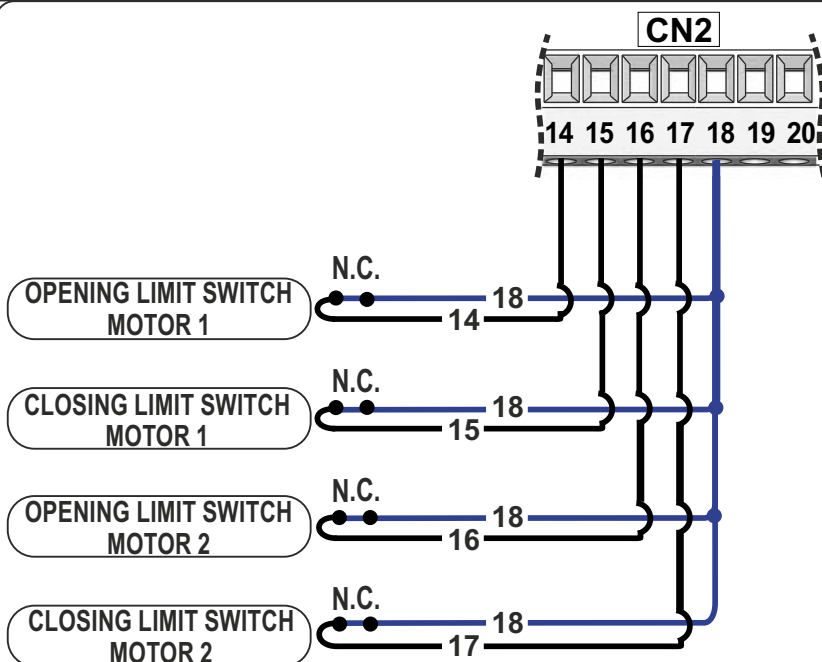 CN2
14 15 16 17 18 19 20
N.C.
OPENING LIMIT SWITCH
MOTOR 1
18
14
N.C.
CLOSING LIMIT SWITCH
MOTOR 1
18
15
N.C.
OPENING LIMIT SWITCH
MOTOR 2
18
16
N.C.
CLOSING LIMIT SWITCH
MOTOR 2
18
17